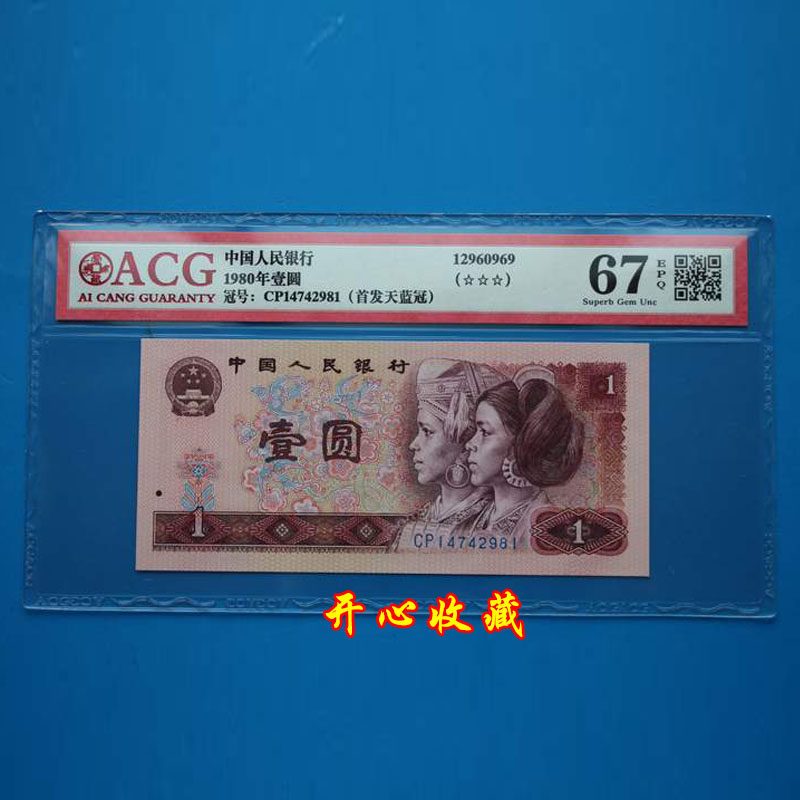 ACG
AI CANG GUARANTY
中国人民银行
1980年壹圆
冠号：CP14742981（首发天蓝冠）
12960969
(☆☆☆)
67
EPQ
Superb Gem Unc
中国人民银行
1
壹圆
1
CP14742981
1
开心收藏